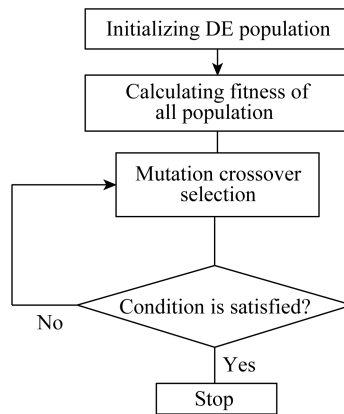 Initializing DE population
Calculating fitness of
all population
Mutation crossover
selection
Condition is satisfied?
No
Yes
Stop